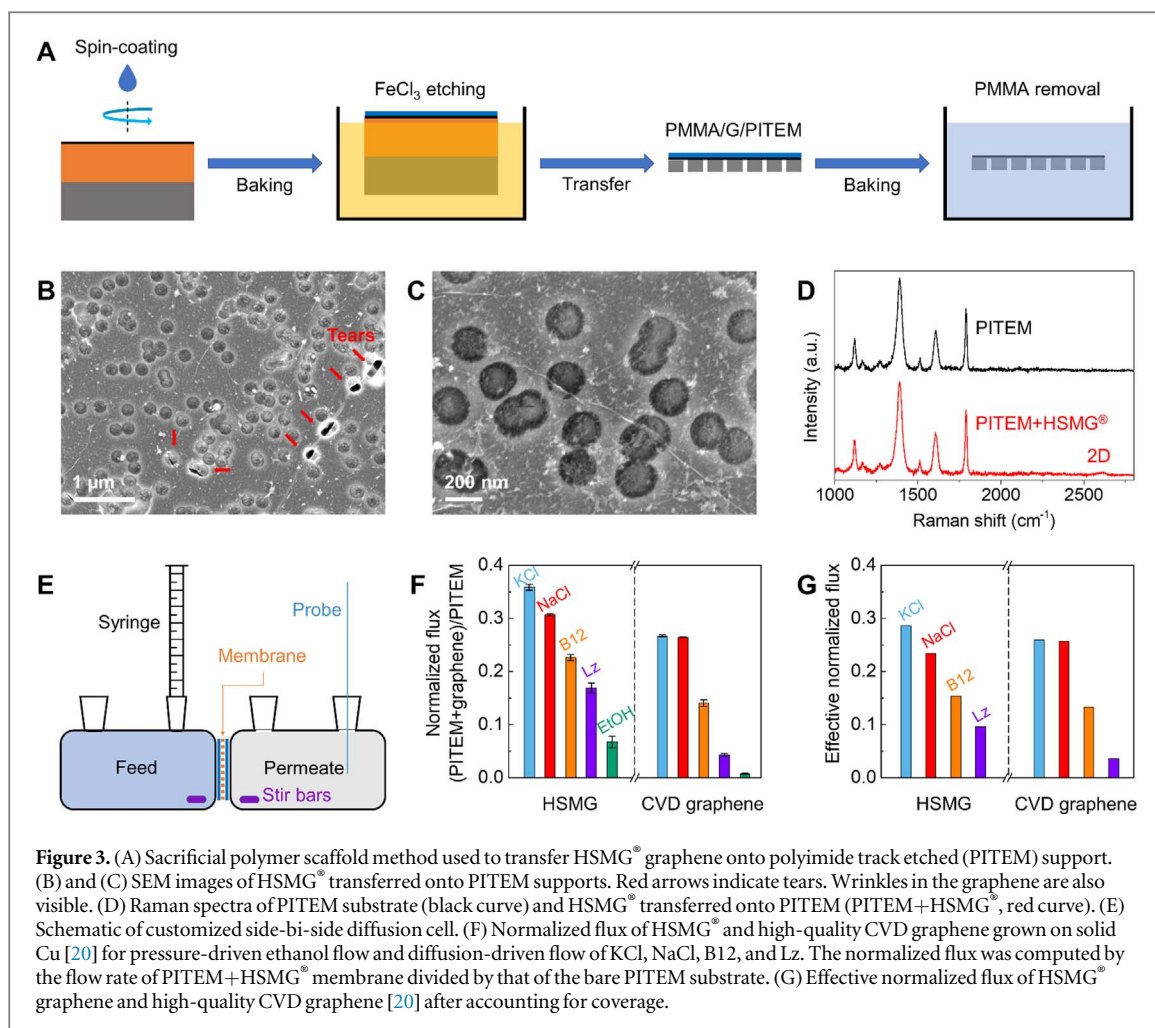 A
Spin-coating
Baking
FeCl₃ etching
Transfer
PMMA/G/PITEM
Baking
PMMA removal
B
Tears
1 μm
C
200 nm
D
Intensity (a.u.)
PITEM
PITEM+HSMG®
2D
1000 1500 2000 2500
Raman shift (cm⁻¹)
E
Syringe
Probe
Membrane
Feed
Permeate
Stir bars
F
Normalized flux
(PITEM+graphene)/PITEM
0.4
0.3
0.2
0.1
0.0
KCl
NaCl
B12
Lz
EtOH
HSMG
CVD graphene
G
Effective normalized flux
0.4
0.3
0.2
0.1
0.0
KCl
NaCl
B12
Lz
HSMG
CVD graphene
Figure 3. (A) Sacrificial polymer scaffold method used to transfer HSMG® graphene onto polyimide track etched (PITEM) support.
(B) and (C) SEM images of HSMG® transferred onto PITEM supports. Red arrows indicate tears. Wrinkles in the graphene are also
visible. (D) Raman spectra of PITEM substrate (black curve) and HSMG® transferred onto PITEM (PITEM+HSMG®, red curve). (E)
Schematic of customized side-bi-side diffusion cell. (F) Normalized flux of HSMG® and high-quality CVD graphene grown on solid
Cu [20] for pressure-driven ethanol flow and diffusion-driven flow of KCl, NaCl, B12, and Lz. The normalized flux was computed by
the flow rate of PITEM+HSMG® membrane divided by that of the bare PITEM substrate. (G) Effective normalized flux of HSMG®
graphene and high-quality CVD graphene [20] after accounting for coverage.